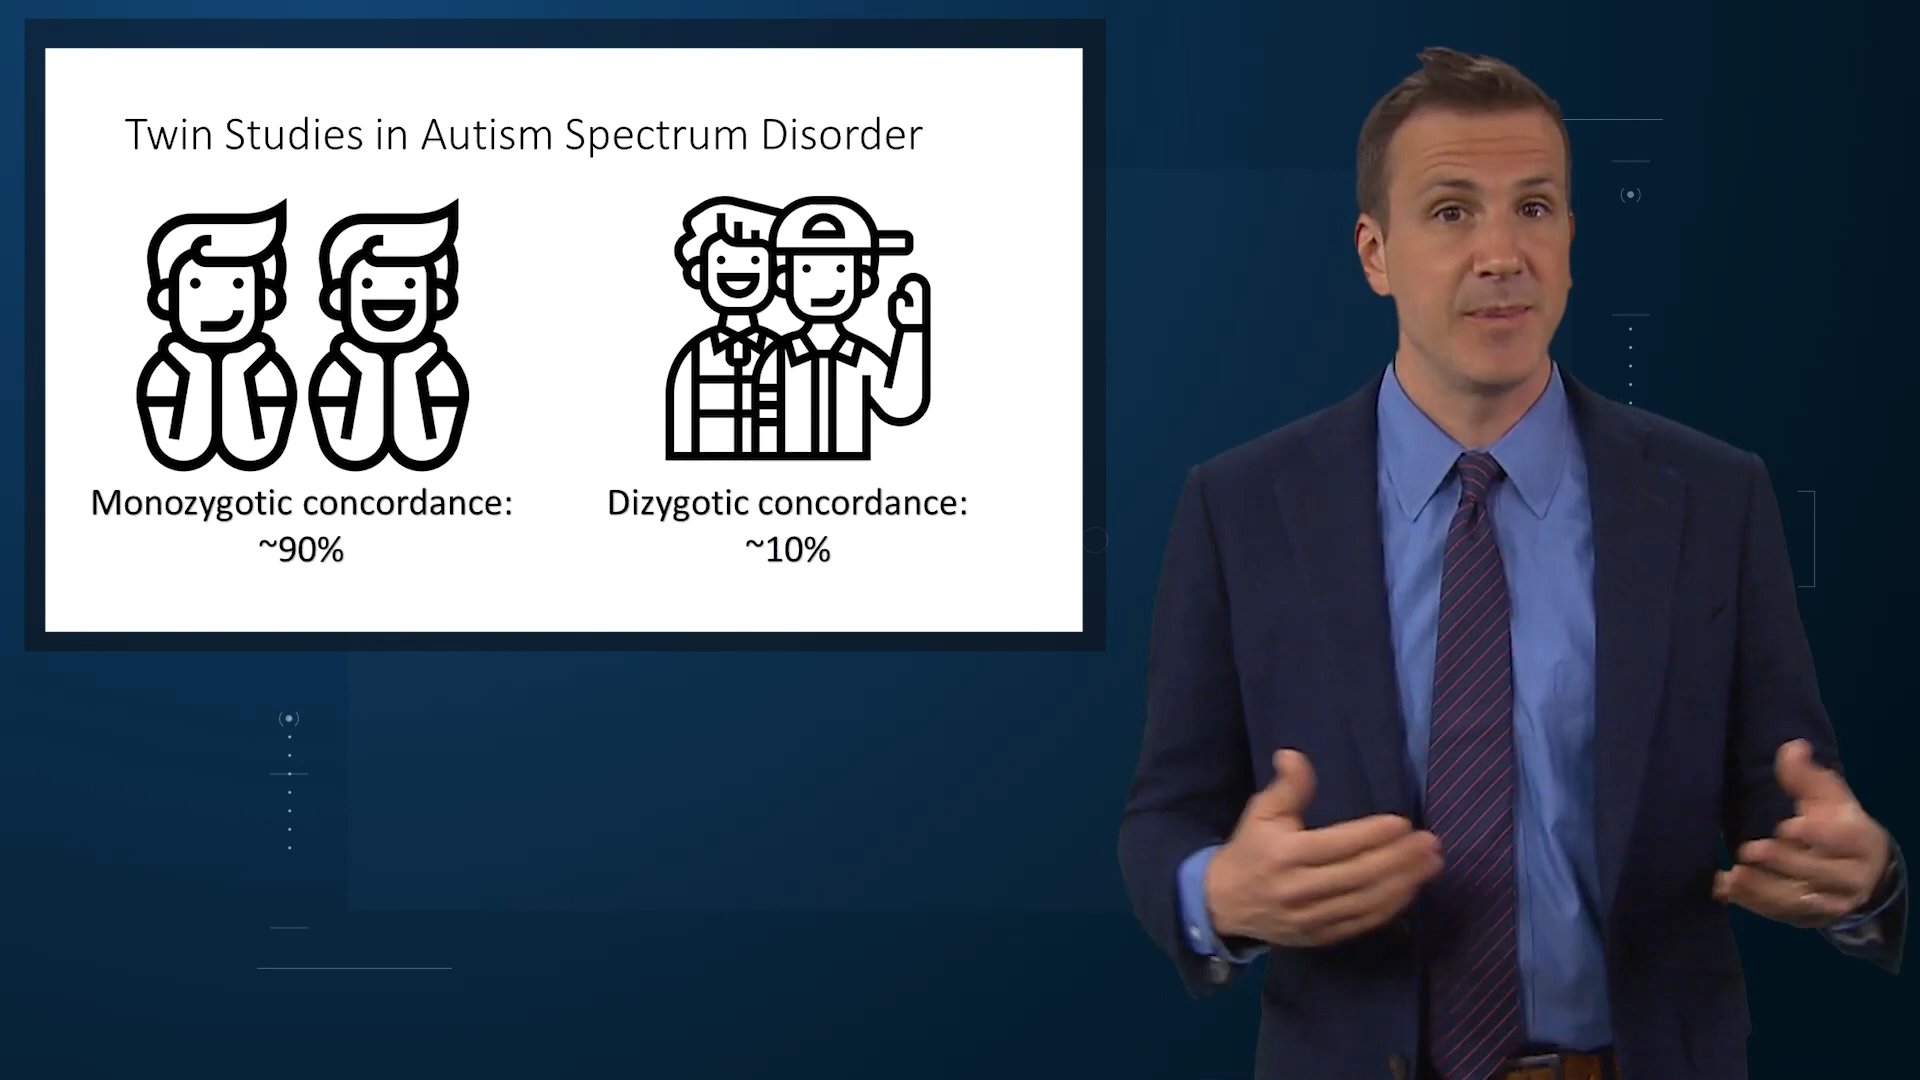 Twin Studies in Autism Spectrum Disorder
Monozygotic concordance:
~90%
Dizygotic concordance:
~10%